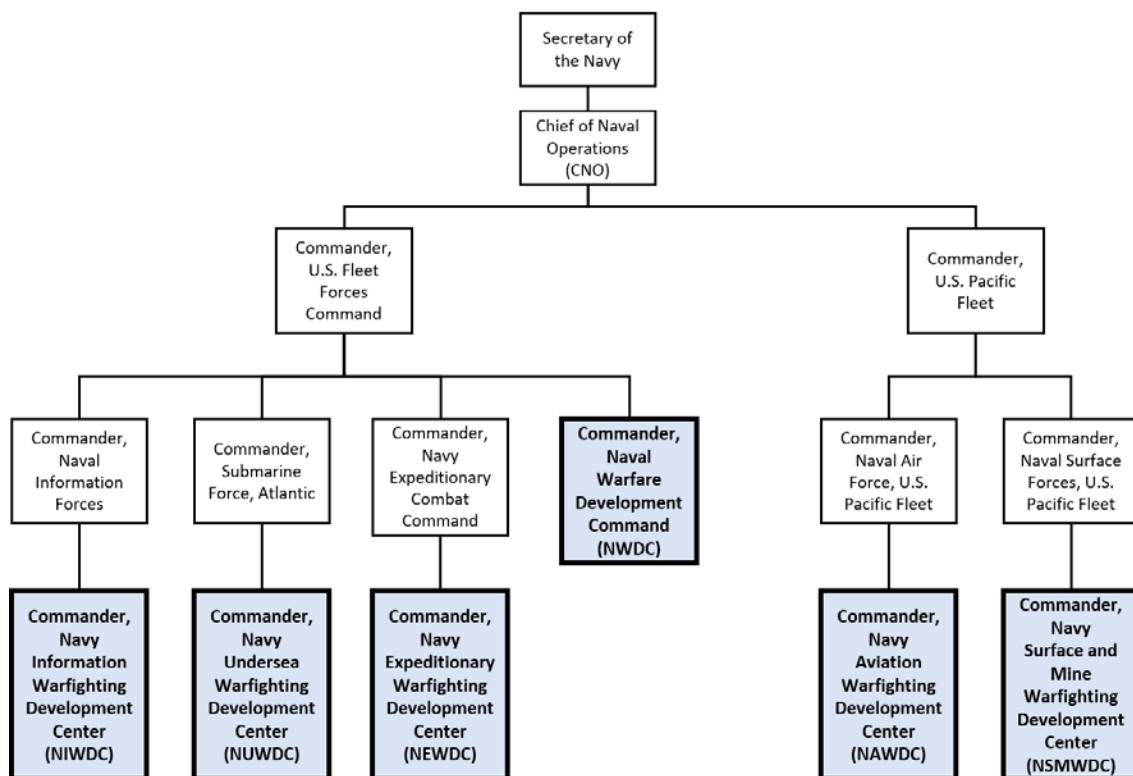 Secretary of
the Navy
Chief of Naval
Operations
(CNO)
Commander,
U.S. Fleet
Forces
Command
Commander,
U.S. Pacific
Fleet
Commander,
Naval
Information
Forces
Commander,
Submarine
Force, Atlantic
Commander,
Navy
Expeditionary
Combat
Command
Commander,
Naval
Warfare
Development
Command
(NWDC)
Commander,
Naval Air
Force, U.S.
Pacific Fleet
Commander,
Naval Surface
Forces, U.S.
Pacific Fleet
Commander,
Navy
Information
Warfighting
Development
Center
(NIWDC)
Commander,
Navy
Undersea
Warfighting
Development
Center
(NUWDC)
Commander,
Navy
Expeditionary
Warfighting
Development
Center
(NEWDC)
Commander,
Navy
Aviation
Warfighting
Development
Center
(NAWDC)
Commander,
Navy
Surface and
Mine
Warfighting
Development
Center
(NSMWDC)